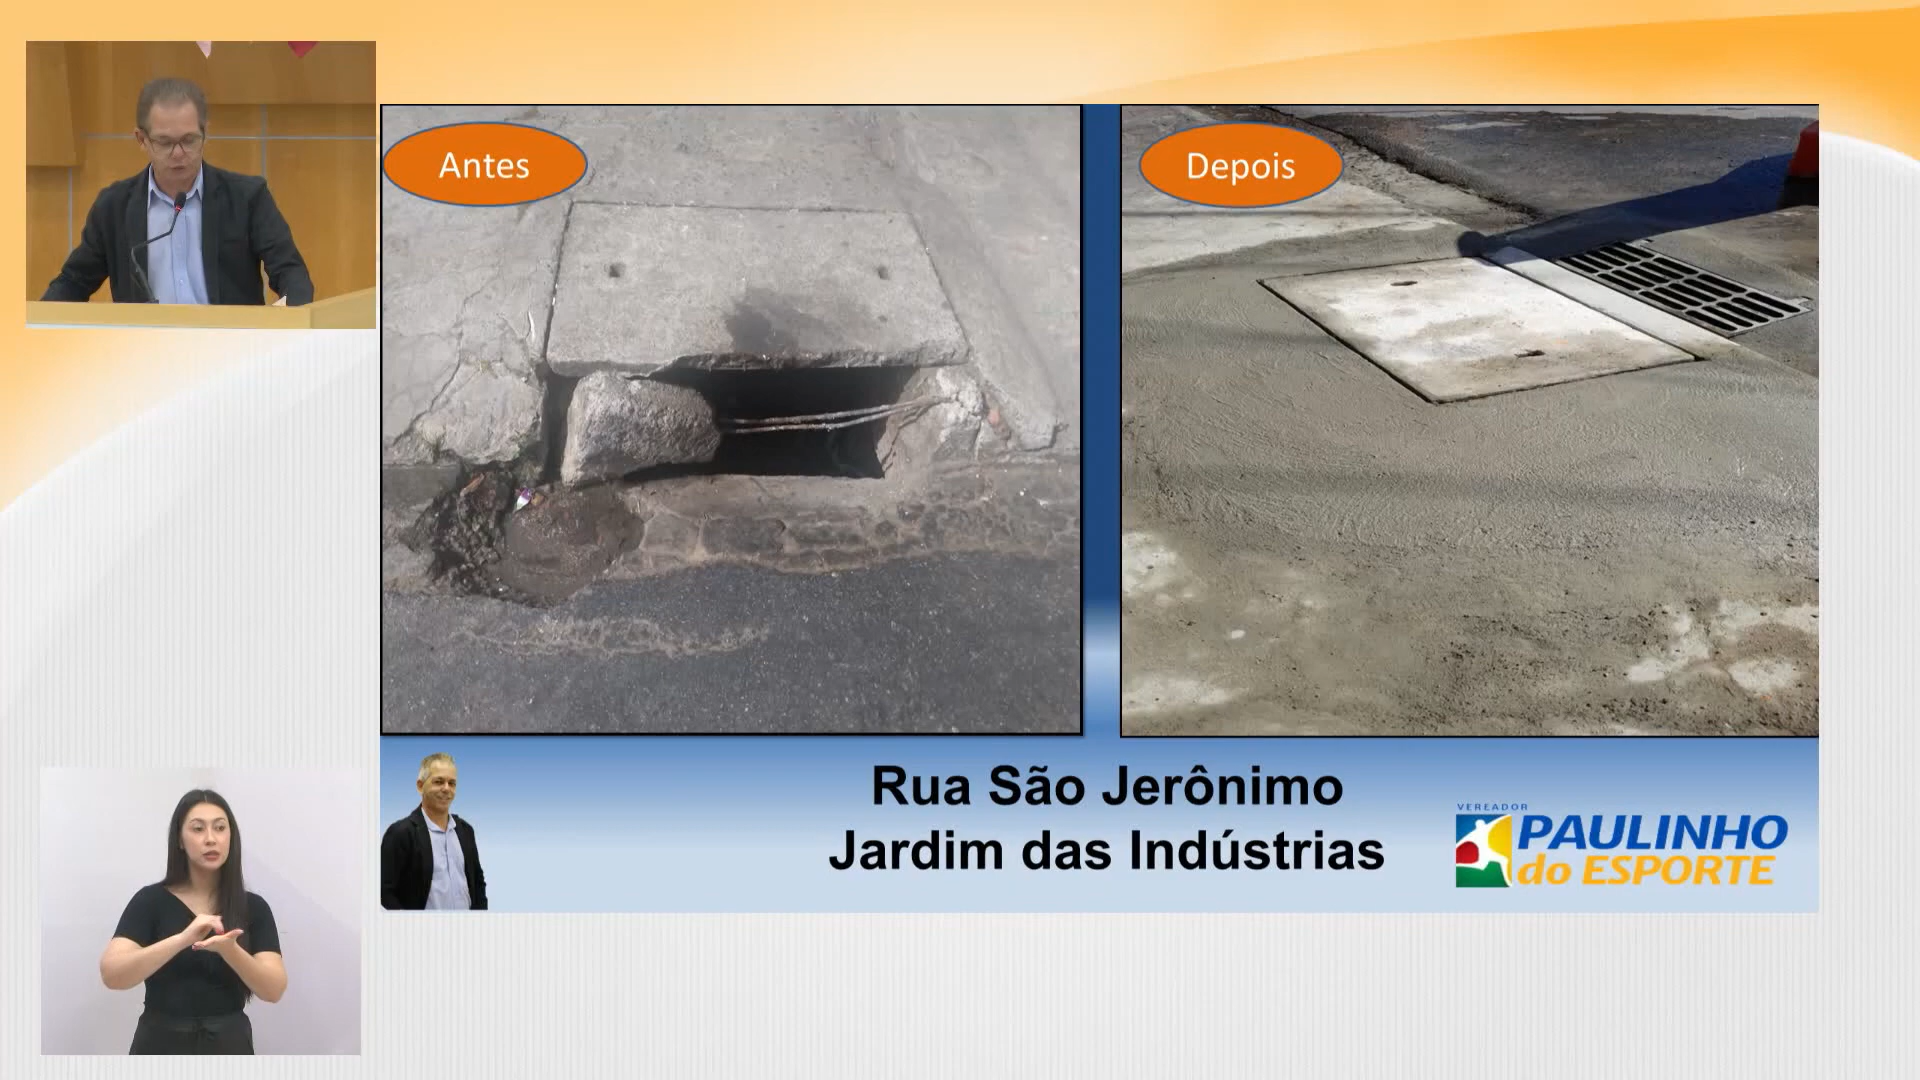 Antes
Depois
Rua São Jerônimo
Jardim das Indústrias
VEREADOR
PAULINHO
do ESPORTE